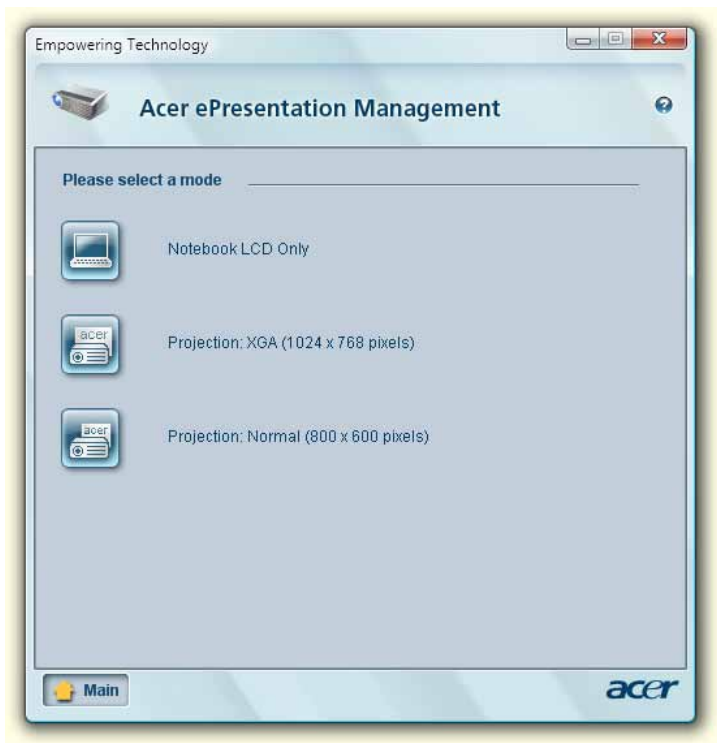 Empowering Technology
Acer ePresentation Management
Please select a mode
Notebook LCD Only
acer
Projection: XGA (1024 x 768 pixels)
acer
Projection: Normal (800 x 600 pixels)
Main
acer